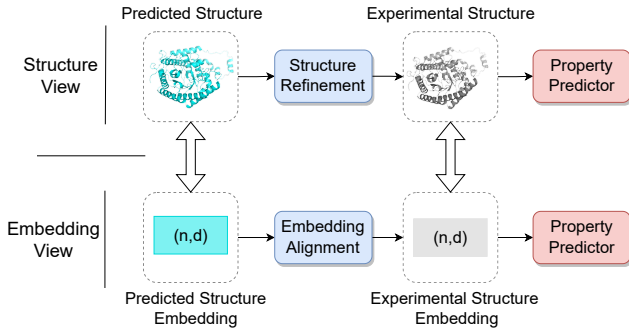 Predicted Structure
Experimental Structure
Structure
View
Structure
Refinement
Property
Predictor
Embedding
View
(n,d)
Embedding
Alignment
(n,d)
Property
Predictor
Predicted Structure
Embedding
Experimental Structure
Embedding